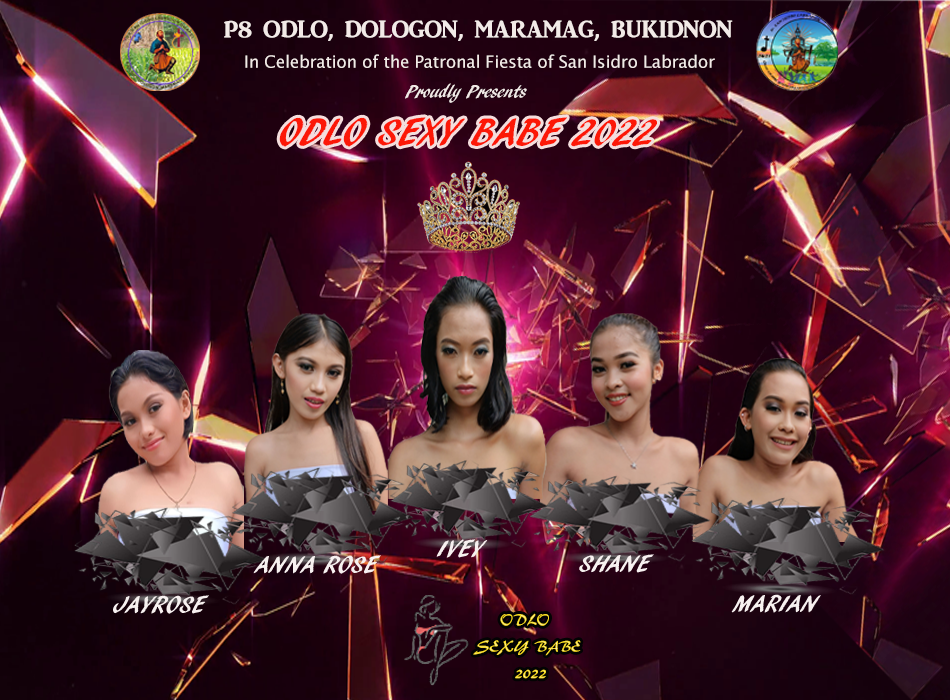 P8 ODLO, DOLOGON, MARAMAG, BUKIDNON
In Celebration of the Patronal Fiesta of San Isidro Labrador
Proudly Presents
ODLO SEXY BABE 2022
JAYROSE
ANNA ROSE
IVEY
SHANE
MARIAN
ODLO
SEXY BABE
2022